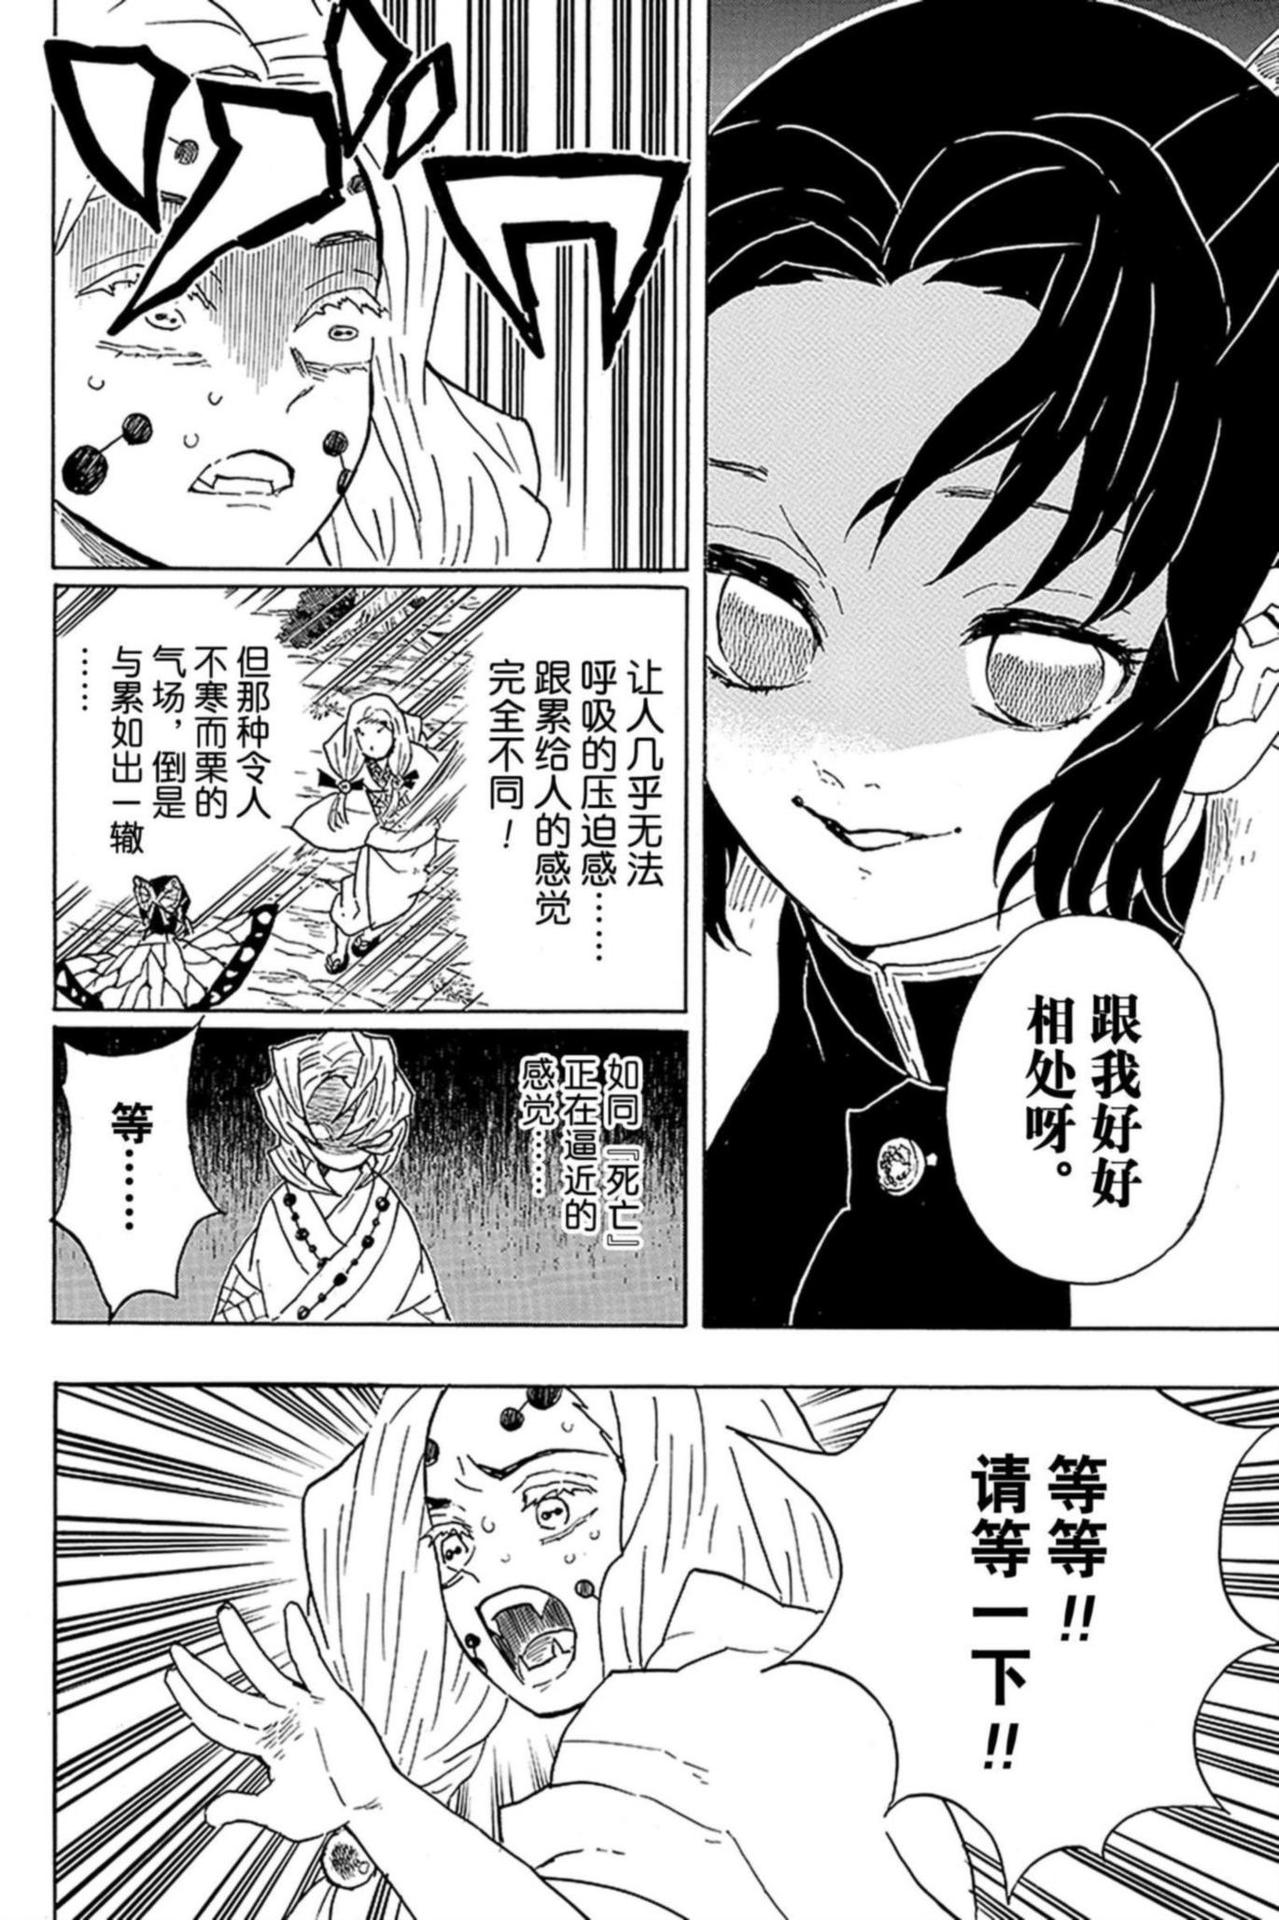 跟我好好
相处呀。
ゾワ
让人几乎无法
呼吸的压迫感……
跟累给人的感觉
完全不同！
但那种令人
不寒而栗的
气场，倒是
与累如出一辙
……
如同『死亡』
正在逼近的
感觉……
等……
等等!!
请等一下!!